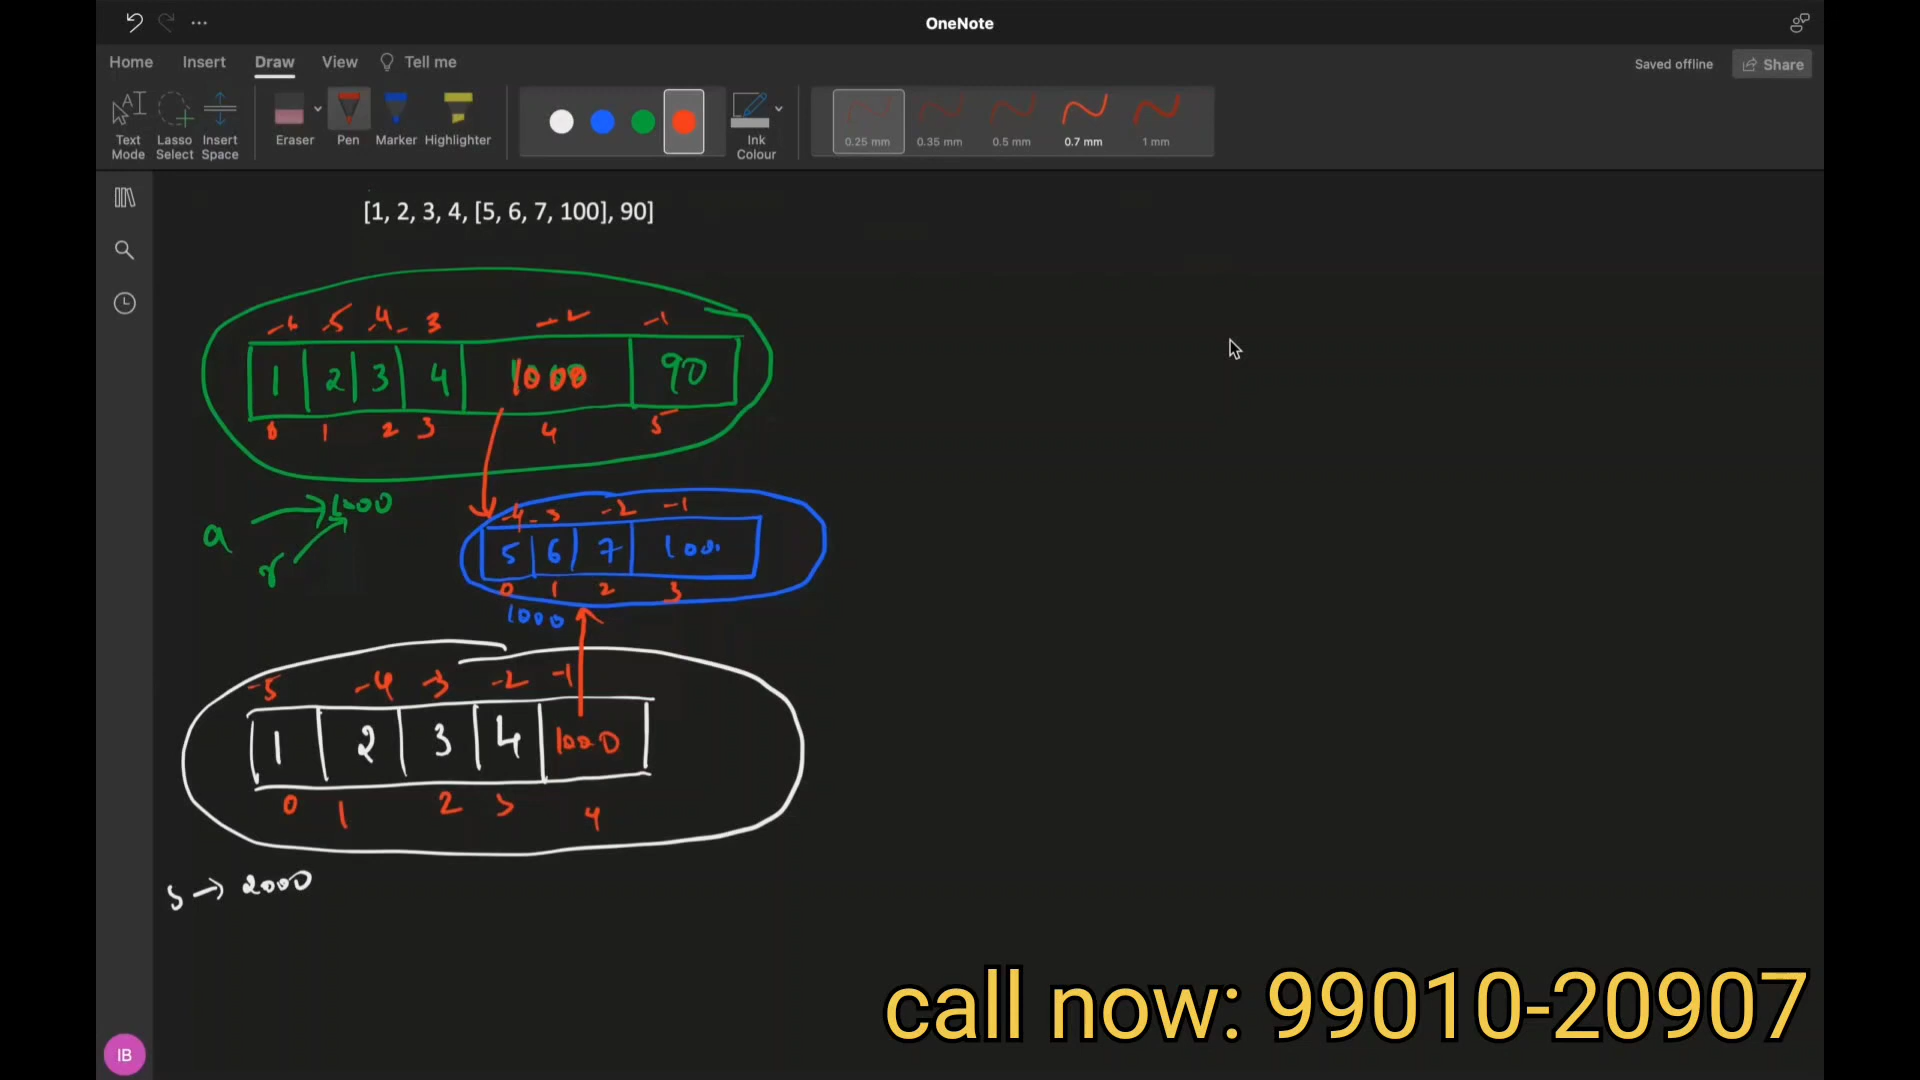 OneNote
Home Insert Draw View Tell me
Saved offline Share
Text Mode
Lasso Select
Insert Space
Eraser
Pen
Marker
Highlighter
Ink Colour
0.25 mm 0.35 mm 0.5 mm 0.7 mm 1 mm
[1, 2, 3, 4, [5, 6, 7, 100], 90]
-6 -5 -4 -3 -2 -1
1 2 3 4 1000 90
0 1 2 3 4 5
a 1000
r
-4 -3 -2 -1
5 6 7 100
0 1 2 3
1000
-5 -4 -3 -2 -1
1 2 3 4 1000
0 1 2 3 4
s → 2000
call now: 99010-20907
IB